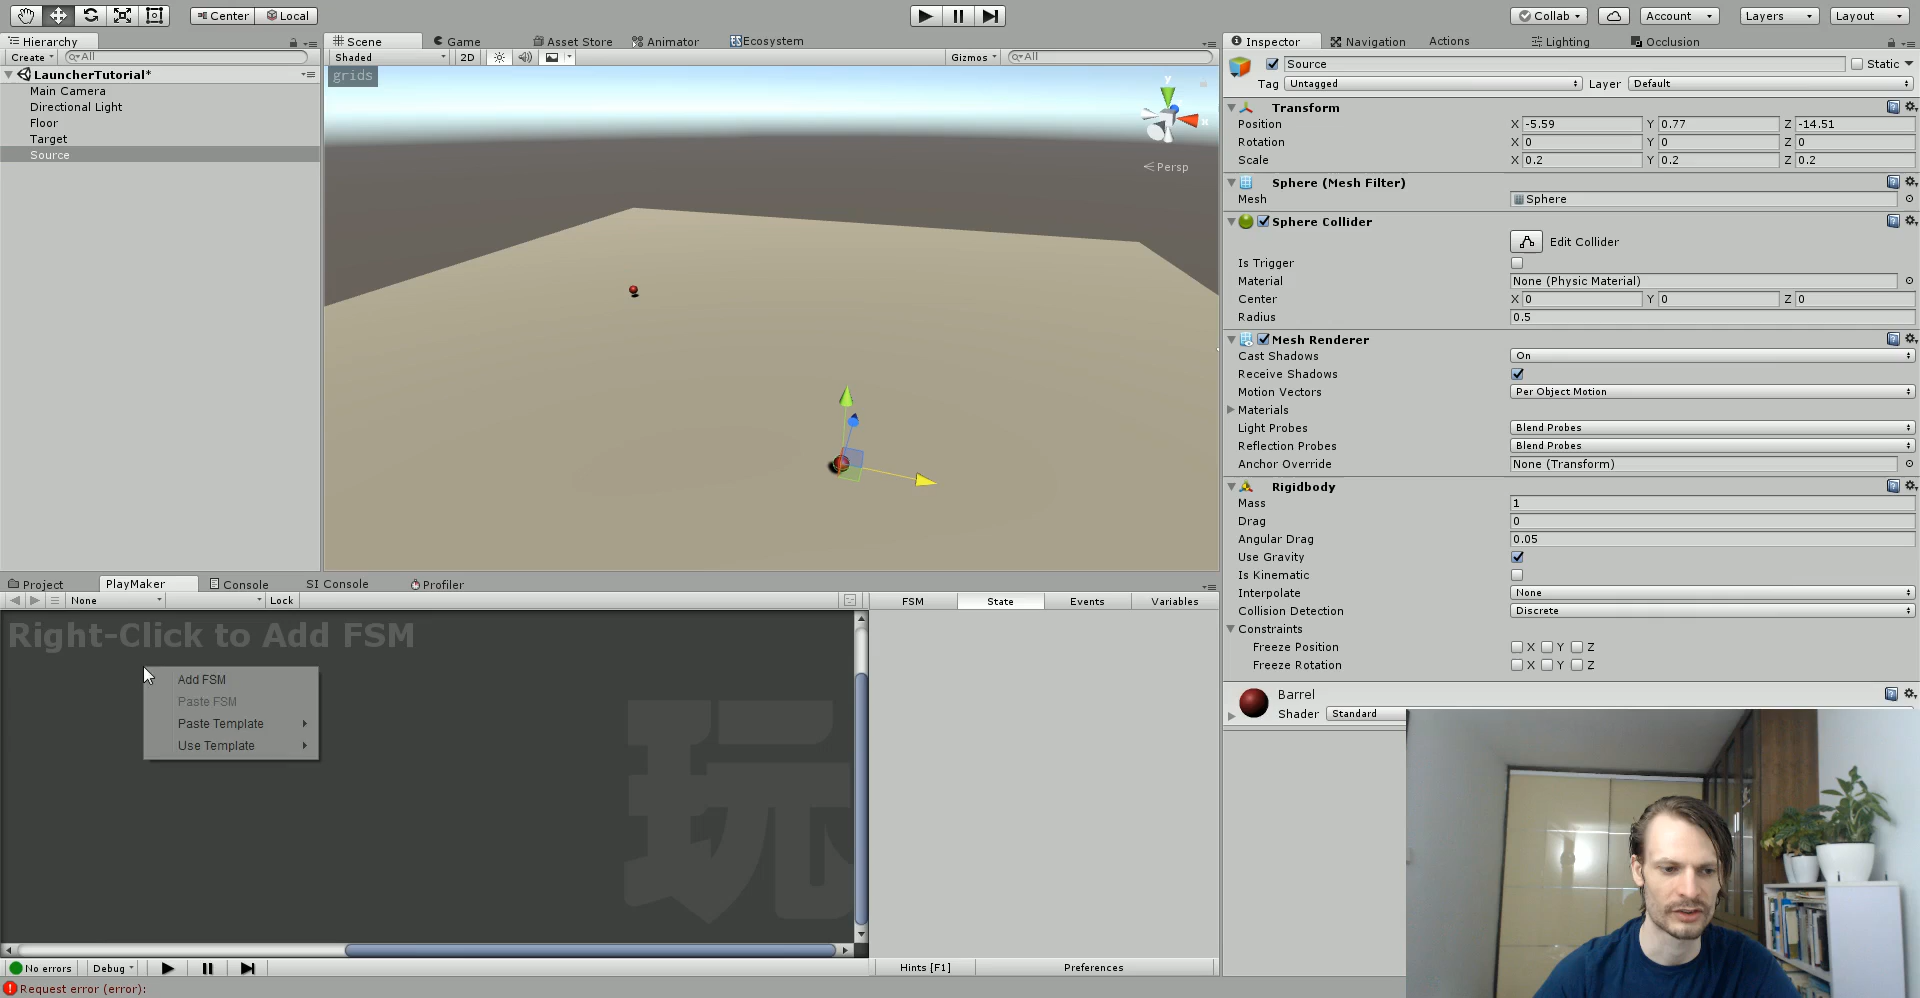 Center
Local
Collab
Account
Layers
Layout
Hierarchy
Create
All
LauncherTutorial*
Main Camera
Directional Light
Floor
Target
Source
Scene
Game
Asset Store
Animator
Ecosystem
Shaded
2D
Gizmos
All
grids
y
x
Persp
Inspector
Navigation
Actions
Lighting
Occlusion
Source
Static
Tag Untagged Layer Default
Transform
Position X -5.59 Y 0.77 Z -14.51
Rotation X 0 Y 0 Z 0
Scale X 0.2 Y 0.2 Z 0.2
Sphere (Mesh Filter)
Mesh Sphere
Sphere Collider
Edit Collider
Is Trigger
Material None (Physic Material)
Center X 0 Y 0 Z 0
Radius 0.5
Mesh Renderer
Cast Shadows On
Receive Shadows
Motion Vectors Per Object Motion
Materials
Light Probes Blend Probes
Reflection Probes Blend Probes
Anchor Override None (Transform)
Rigidbody
Mass 1
Drag 0
Angular Drag 0.05
Use Gravity
Is Kinematic
Interpolate None
Collision Detection Discrete
Constraints
Freeze Position X Y Z
Freeze Rotation X Y Z
Barrel
Shader Standard
Project
PlayMaker
Console
SI Console
Profiler
None
Lock
FSM
State
Events
Variables
Right-Click to Add FSM
Add FSM
Paste FSM
Paste Template
Use Template
玩
No errors
Debug
Hints [F1]
Preferences
Request error (error):